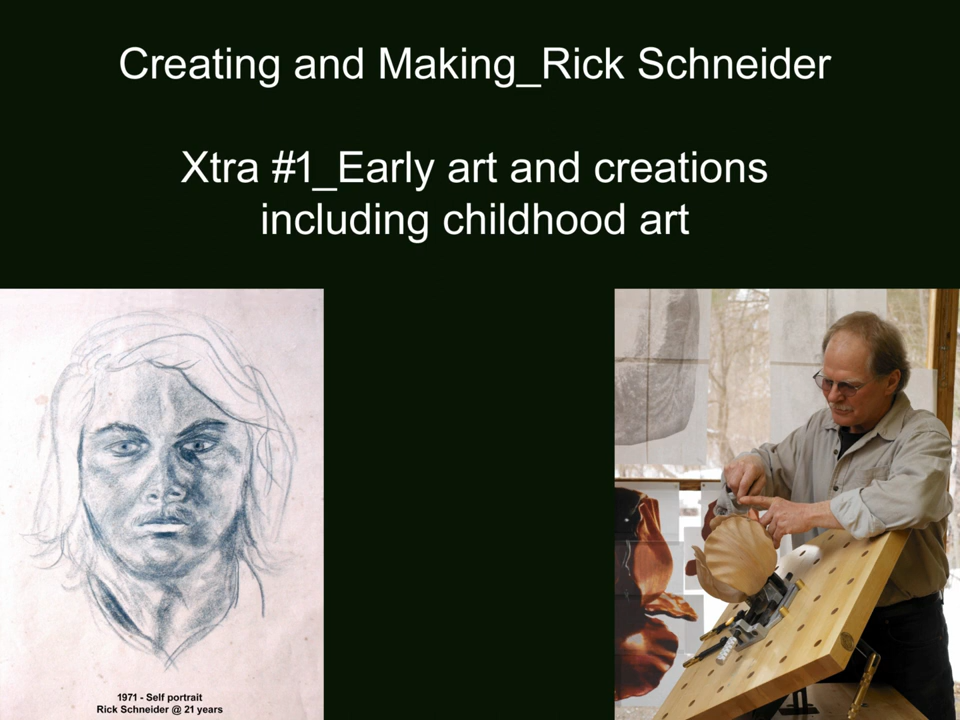 Creating and Making_Rick Schneider
Xtra #1_Early art and creations
including childhood art
1971 - Self portrait
Rick Schneider @ 21 years